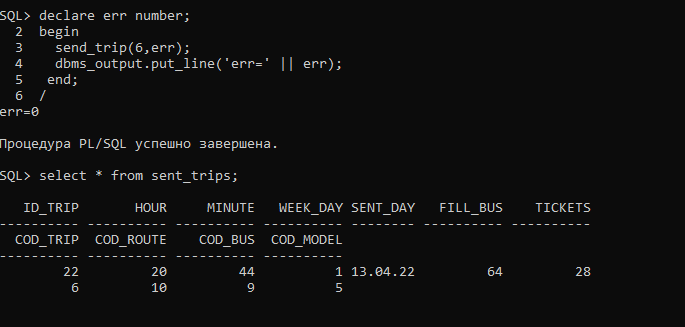 SQL> declare err number;
  2  begin
  3    send_trip(6,err);
  4    dbms_output.put_line('err=' || err);
  5   end;
  6  /
err=0
Процедура PL/SQL успешно завершена.
SQL> select * from sent_trips;
   ID_TRIP       HOUR     MINUTE   WEEK_DAY SENT_DAY   FILL_BUS    TICKETS
---------- ---------- ---------- ---------- -------- ---------- ----------
  COD_TRIP  COD_ROUTE    COD_BUS  COD_MODEL
---------- ---------- ---------- ----------
        22         20         44          1 13.04.22         64         28
         6         10          9          5